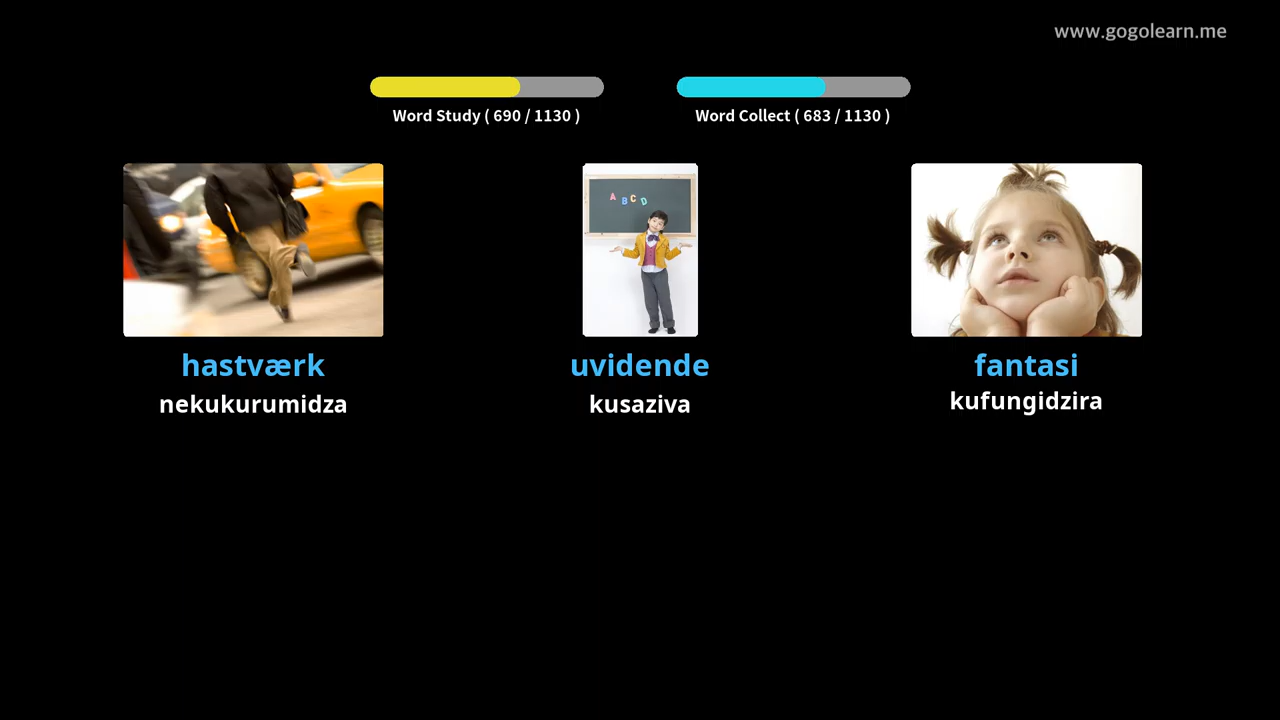 www.gogolearn.me
Word Study ( 690 / 1130 )
Word Collect ( 683 / 1130 )
A B C D
hastværk
uvidende
fantasi
nekukurumidza
kusaziva
kufungidzira